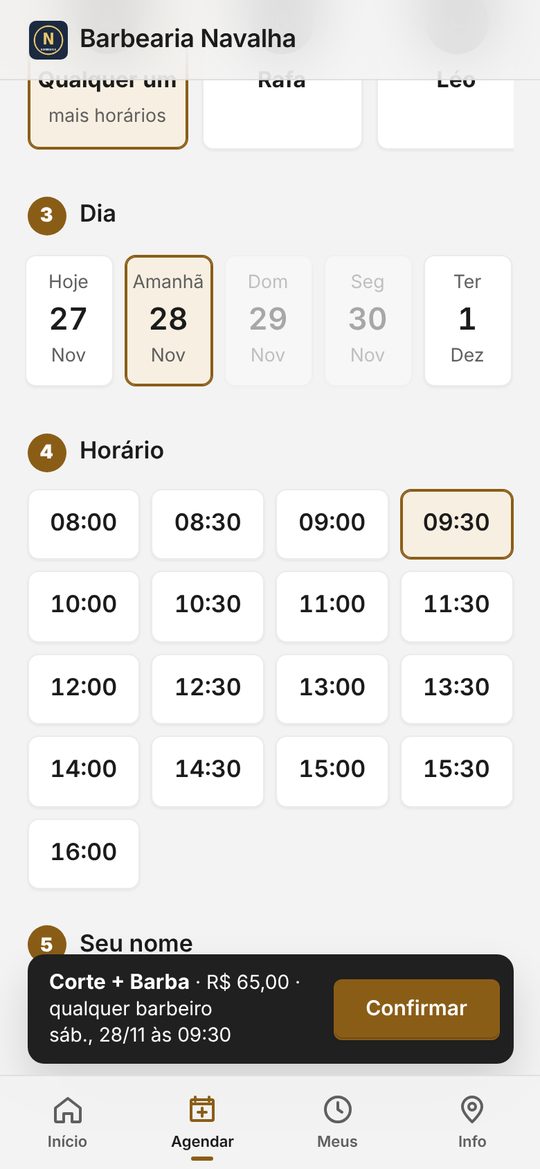 N
Barbearia Navalha
Qualquer um
mais horários
Rafa
Léo
3 Dia
Hoje
27
Nov
Amanhã
28
Nov
Dom
29
Nov
Seg
30
Nov
Ter
1
Dez
4 Horário
08:00 08:30 09:00 09:30
10:00 10:30 11:00 11:30
12:00 12:30 13:00 13:30
14:00 14:30 15:00 15:30
16:00
5 Seu nome
Corte + Barba · R$ 65,00 ·
qualquer barbeiro
sáb., 28/11 às 09:30
Confirmar
Início Agendar Meus Info